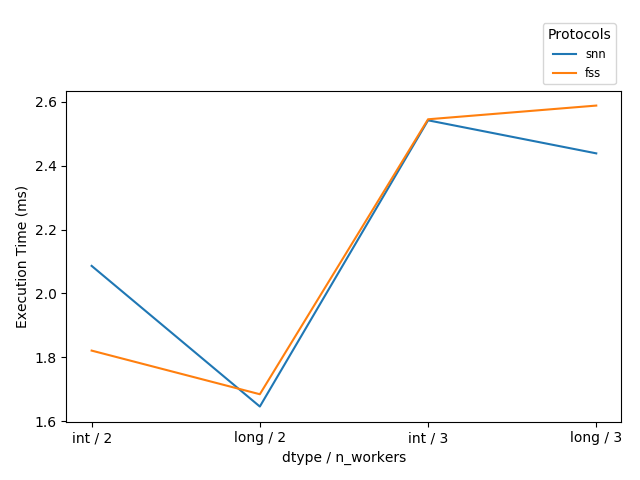 Protocols
snn
fss
2.6
2.4
2.2
2.0
1.8
1.6
Execution Time (ms)
int / 2
long / 2
int / 3
long / 3
dtype / n_workers